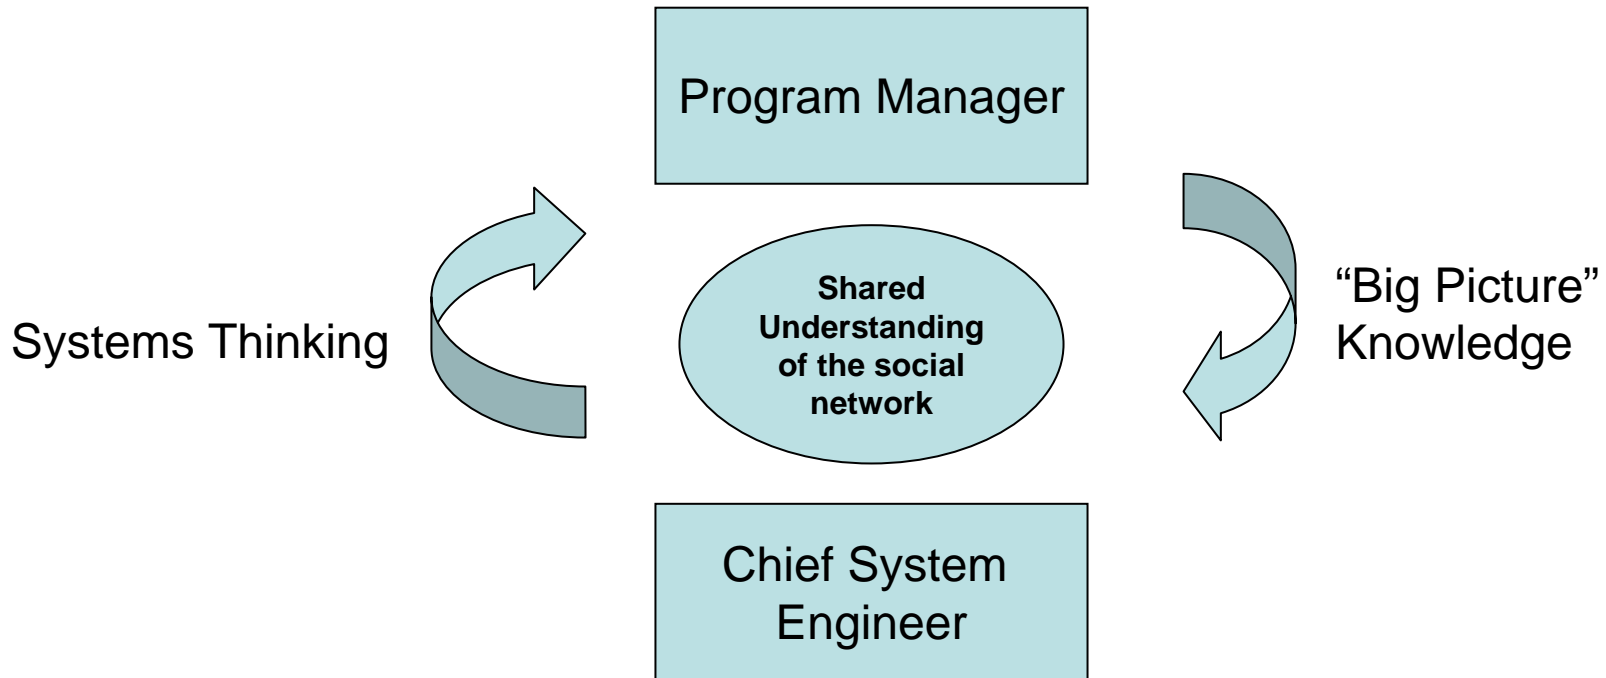 Program Manager
Systems Thinking
Shared
Understanding
of the social
network
“Big Picture”
Knowledge
Chief System
Engineer